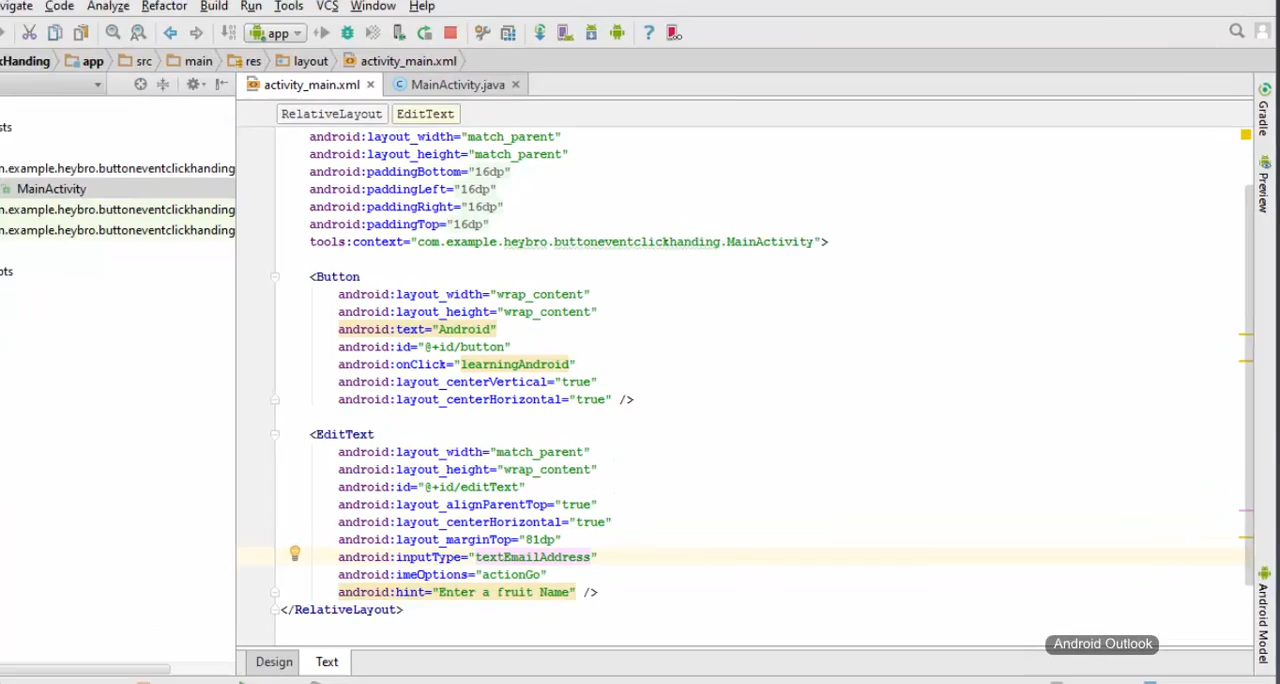 vigate Code Analyze Refactor Build Run Tools VCS Window Help
app
kHanding app src main res layout activity_main.xml
activity_main.xml MainActivity.java
RelativeLayout EditText
android:layout_width="match_parent"
android:layout_height="match_parent"
android:paddingBottom="16dp"
android:paddingLeft="16dp"
android:paddingRight="16dp"
android:paddingTop="16dp"
tools:context="com.example.heybro.buttoneventclickhanding.MainActivity">
<Button
android:layout_width="wrap_content"
android:layout_height="wrap_content"
android:text="Android"
android:id="@+id/button"
android:onClick="learningAndroid"
android:layout_centerVertical="true"
android:layout_centerHorizontal="true" />
<EditText
android:layout_width="match_parent"
android:layout_height="wrap_content"
android:id="@+id/editText"
android:layout_alignParentTop="true"
android:layout_centerHorizontal="true"
android:layout_marginTop="81dp"
android:inputType="textEmailAddress"
android:imeOptions="actionGo"
android:hint="Enter a fruit Name" />
</RelativeLayout>
sts
n.example.heybro.buttoneventclickhanding
MainActivity
n.example.heybro.buttoneventclickhanding
n.example.heybro.buttoneventclickhanding
pts
Gradle
Preview
Android Model
Android Outlook
Design Text